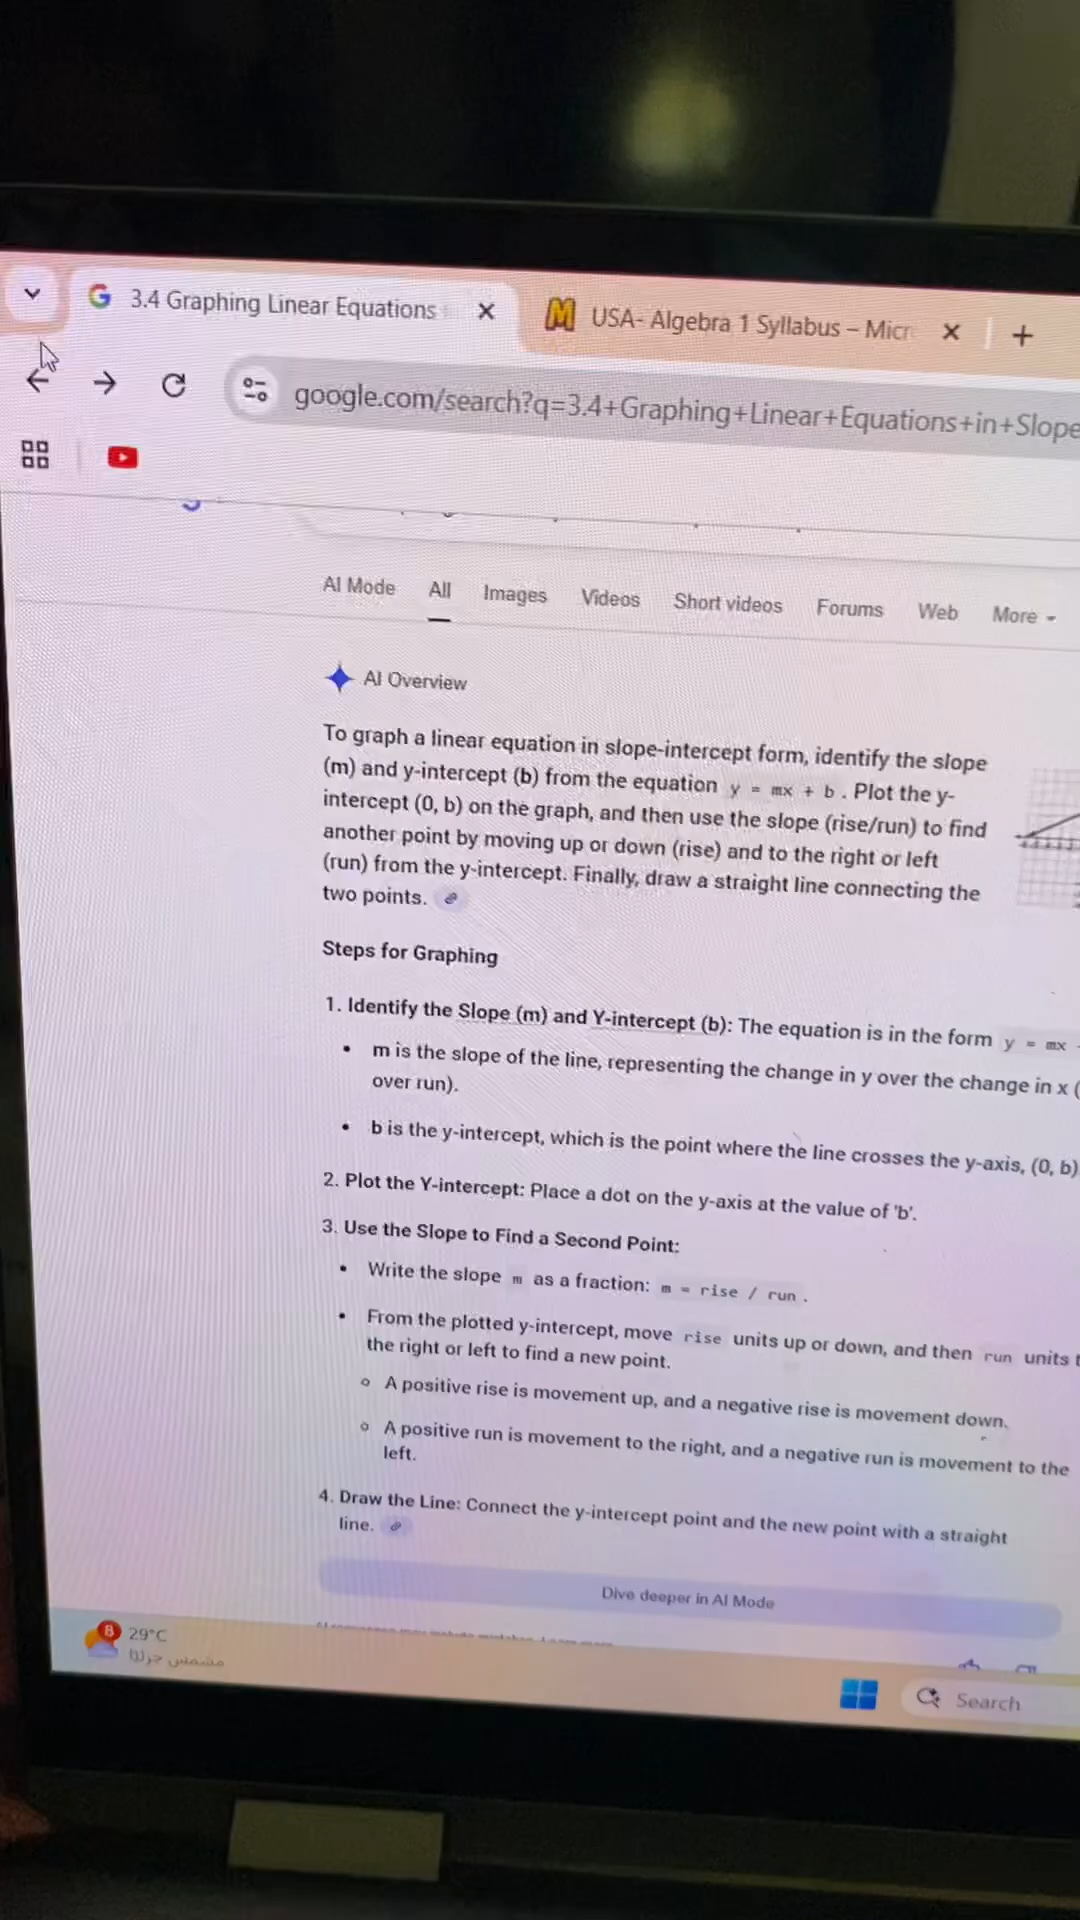 3.4 Graphing Linear Equations
USA- Algebra 1 Syllabus – Micr
google.com/search?q=3.4+Graphing+Linear+Equations+in+Slope
AI Mode All Images Videos Short videos Forums Web More
AI Overview
To graph a linear equation in slope-intercept form, identify the slope
(m) and y-intercept (b) from the equation y = mx + b . Plot the y-
intercept (0, b) on the graph, and then use the slope (rise/run) to find
another point by moving up or down (rise) and to the right or left
(run) from the y-intercept. Finally, draw a straight line connecting the
two points.
Steps for Graphing
1. Identify the Slope (m) and Y-intercept (b): The equation is in the form y = mx
• m is the slope of the line, representing the change in y over the change in x (
over run).
• b is the y-intercept, which is the point where the line crosses the y-axis, (0, b)
2. Plot the Y-intercept: Place a dot on the y-axis at the value of 'b'.
3. Use the Slope to Find a Second Point:
• Write the slope m as a fraction: m = rise / run .
• From the plotted y-intercept, move rise units up or down, and then run units t
the right or left to find a new point.
o A positive rise is movement up, and a negative rise is movement down.
o A positive run is movement to the right, and a negative run is movement to the
left.
4. Draw the Line: Connect the y-intercept point and the new point with a straight
line.
Dive deeper in AI Mode
8 29°C
مشمس جزئيًا
Search